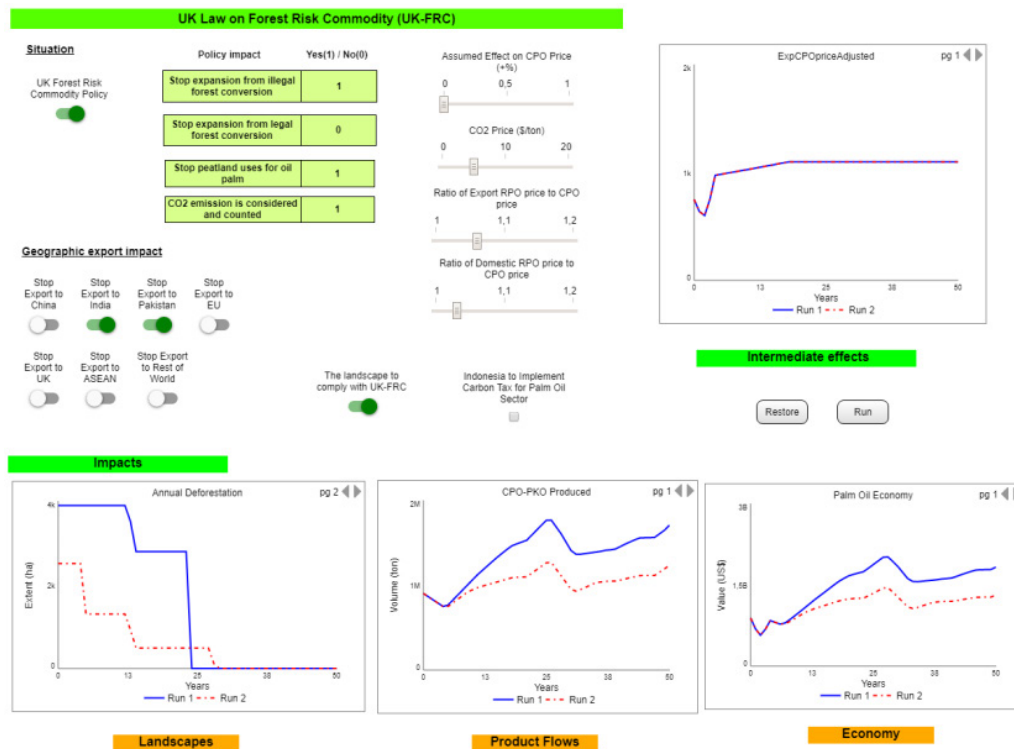 UK Law on Forest Risk Commodity (UK-FRC)
Situation
UK Forest Risk
Commodity Policy
Policy impact
Yes(1) / No(0)
Stop expansion from illegal
forest conversion
1
Stop expansion from legal
forest conversion
0
Stop peatland uses for oil
palm
1
CO2 emission is considered
and counted
1
Assumed Effect on CPO Price
(+%)
0 0,5 1
CO2 Price ($/ton)
0 10 20
Ratio of Export RPO price to CPO
price
1 1,1 1,2
Ratio of Domestic RPO price to
CPO price
1 1,1 1,2
ExpCPOpriceAdjusted
pg 1
2k
1k
0
0 13 25 38 50
Years
Run 1 Run 2
Geographic export impact
Stop
Export to
China
Stop
Export to
India
Stop
Export to
Pakistan
Stop
Export to
EU
Stop
Export to
UK
Stop
Export to
ASEAN
Stop Export
to Rest of
World
The landscape to
comply with UK-FRC
Indonesia to Implement
Carbon Tax for Palm Oil
Sector
Intermediate effects
Restore
Run
Impacts
Annual Deforestation
pg 2
4k
2k
0
Extent (ha)
0 13 25 38 50
Years
Run 1 Run 2
CPO-PKO Produced
pg 1
2M
1M
0
Volume (ton)
0 13 25 38 50
Years
Run 1 Run 2
Palm Oil Economy
pg 1
3B
1,5B
0
Value (US$)
0 13 25 38 50
Years
Run 1 Run 2
Landscapes
Product Flows
Economy